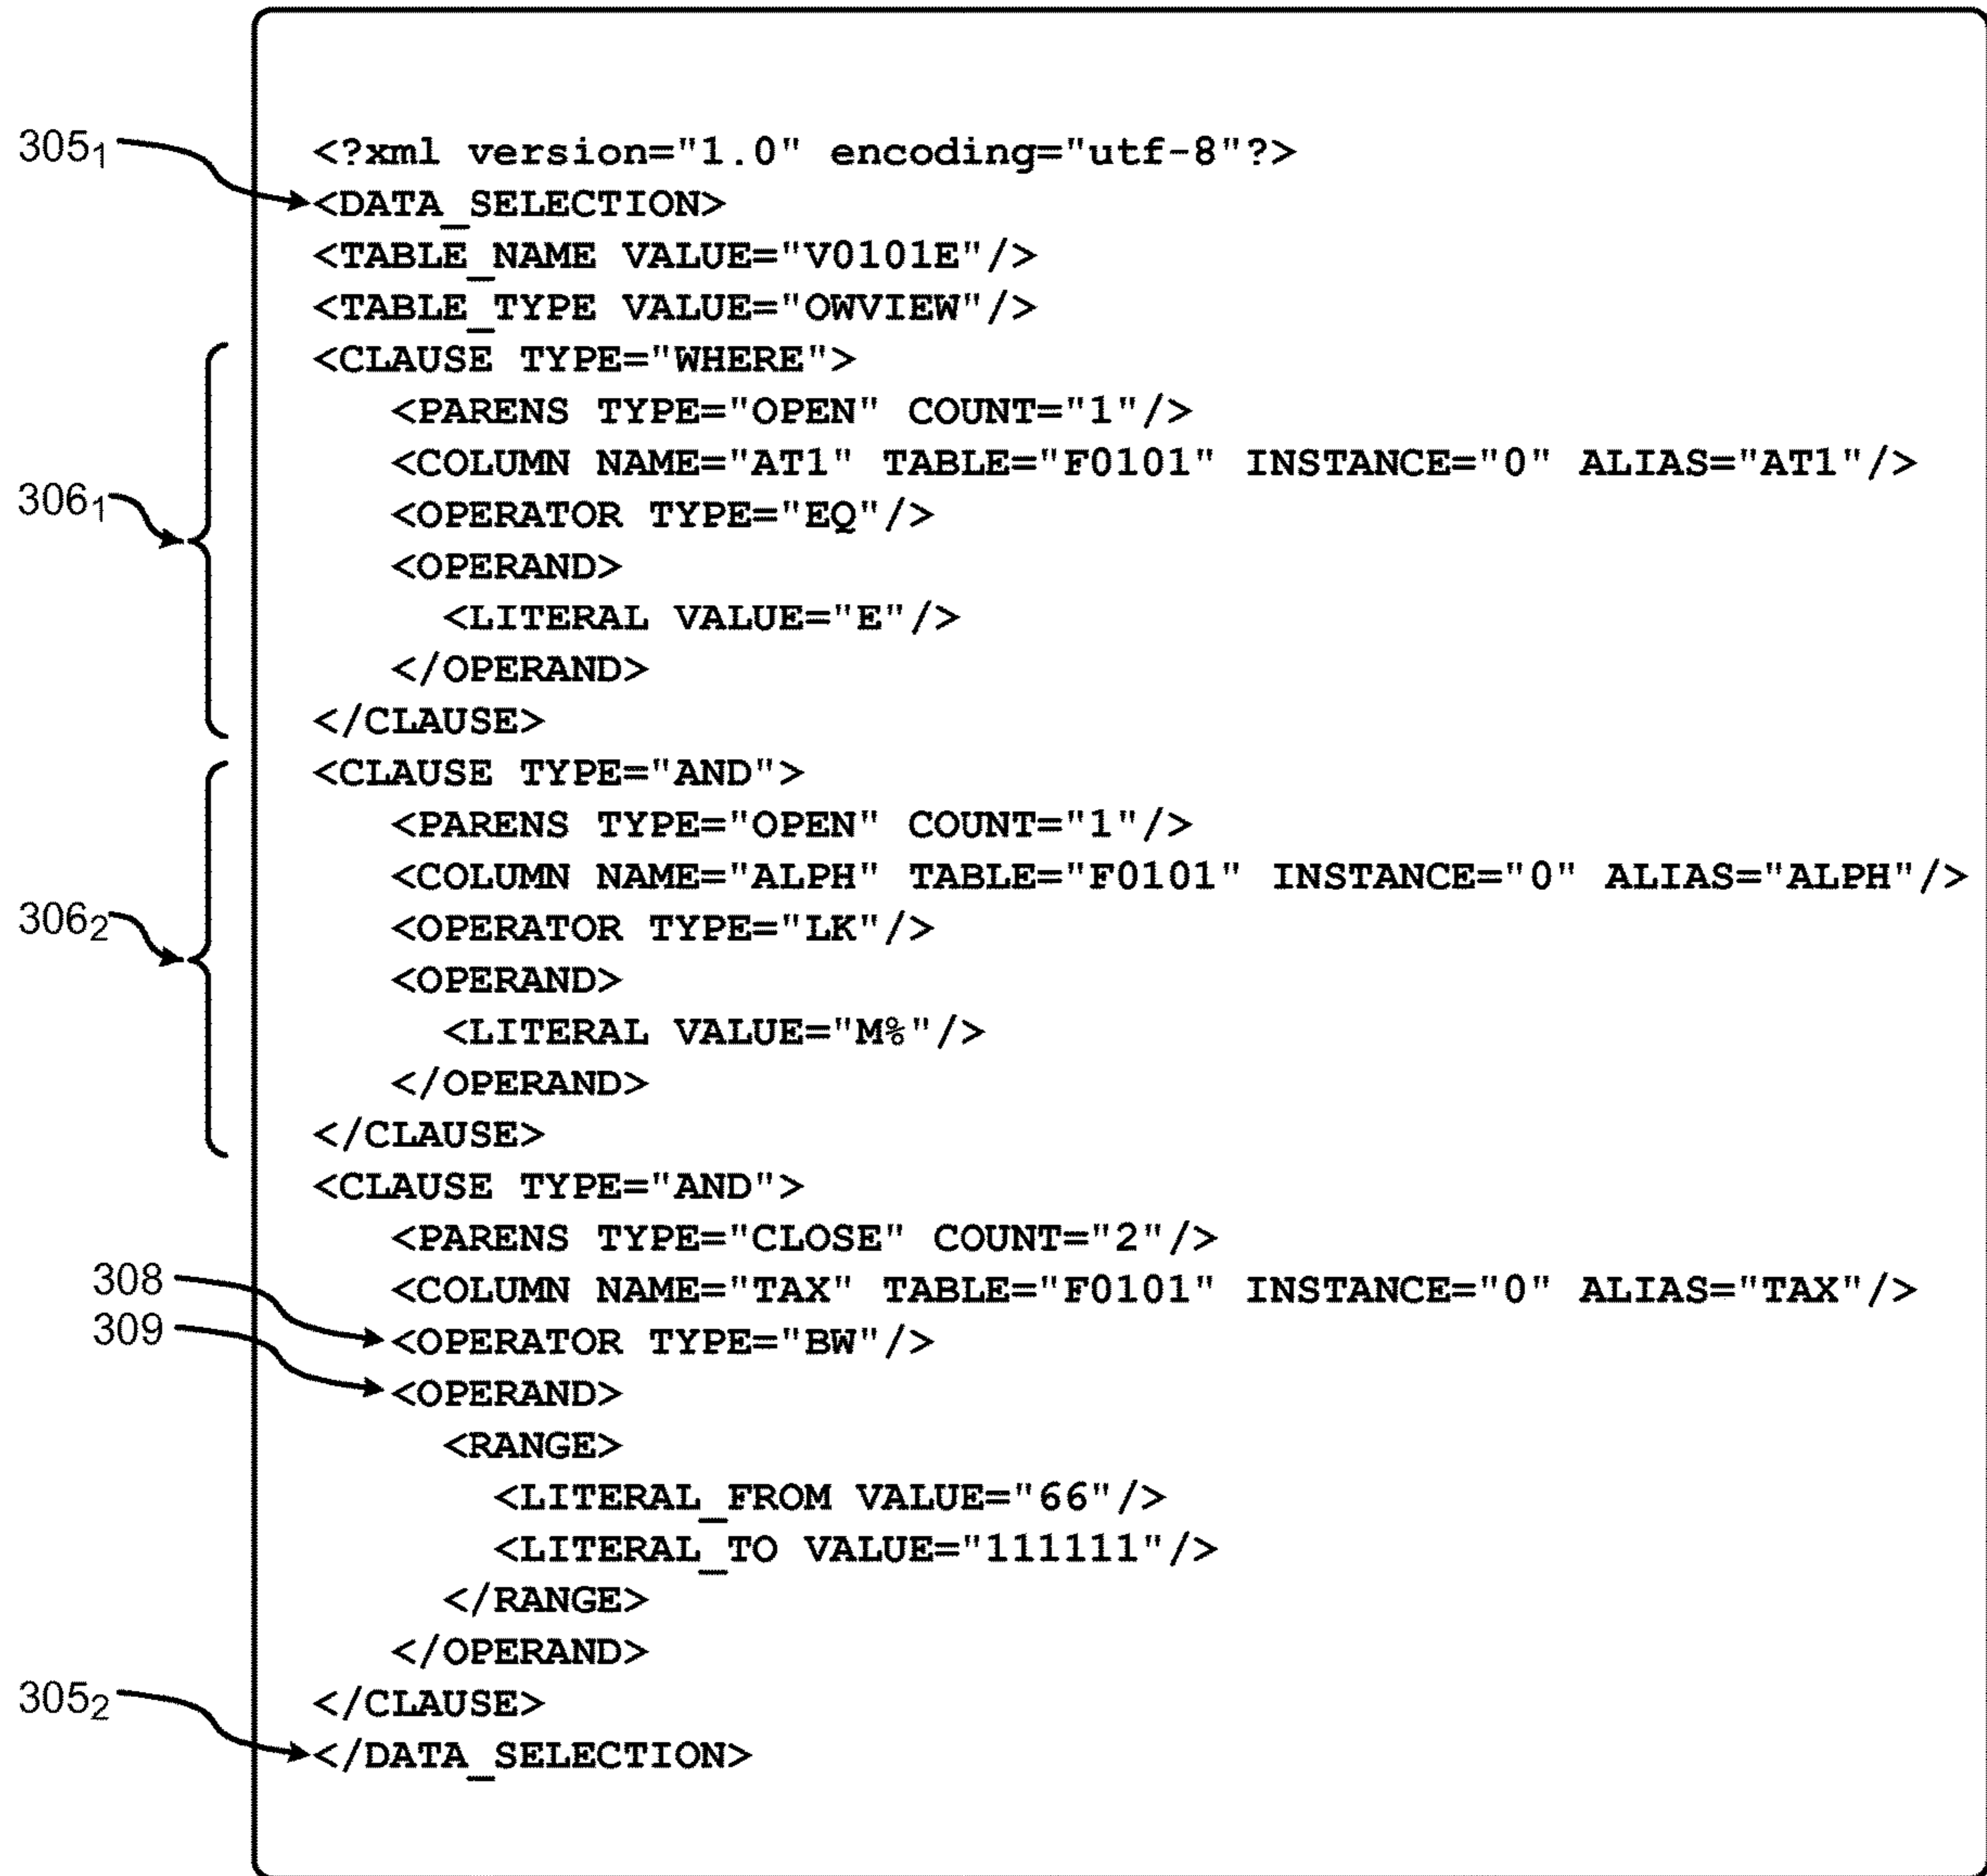 305₁
<?xml version="1.0" encoding="utf-8"?>
<DATA_SELECTION>
<TABLE_NAME VALUE="V0101E"/>
<TABLE_TYPE VALUE="OWVIEW"/>
<CLAUSE TYPE="WHERE">
<PARENS TYPE="OPEN" COUNT="1"/>
<COLUMN NAME="AT1" TABLE="F0101" INSTANCE="0" ALIAS="AT1"/>
306₁
<OPERATOR TYPE="EQ"/>
<OPERAND>
<LITERAL VALUE="E"/>
</OPERAND>
</CLAUSE>
<CLAUSE TYPE="AND">
<PARENS TYPE="OPEN" COUNT="1"/>
<COLUMN NAME="ALPH" TABLE="F0101" INSTANCE="0" ALIAS="ALPH"/>
306₂
<OPERATOR TYPE="LK"/>
<OPERAND>
<LITERAL VALUE="M%"/>
</OPERAND>
</CLAUSE>
<CLAUSE TYPE="AND">
<PARENS TYPE="CLOSE" COUNT="2"/>
308
<COLUMN NAME="TAX" TABLE="F0101" INSTANCE="0" ALIAS="TAX"/>
309
<OPERATOR TYPE="BW"/>
<OPERAND>
<RANGE>
<LITERAL_FROM VALUE="66"/>
<LITERAL_TO VALUE="111111"/>
</RANGE>
</OPERAND>
305₂
</CLAUSE>
</DATA_SELECTION>